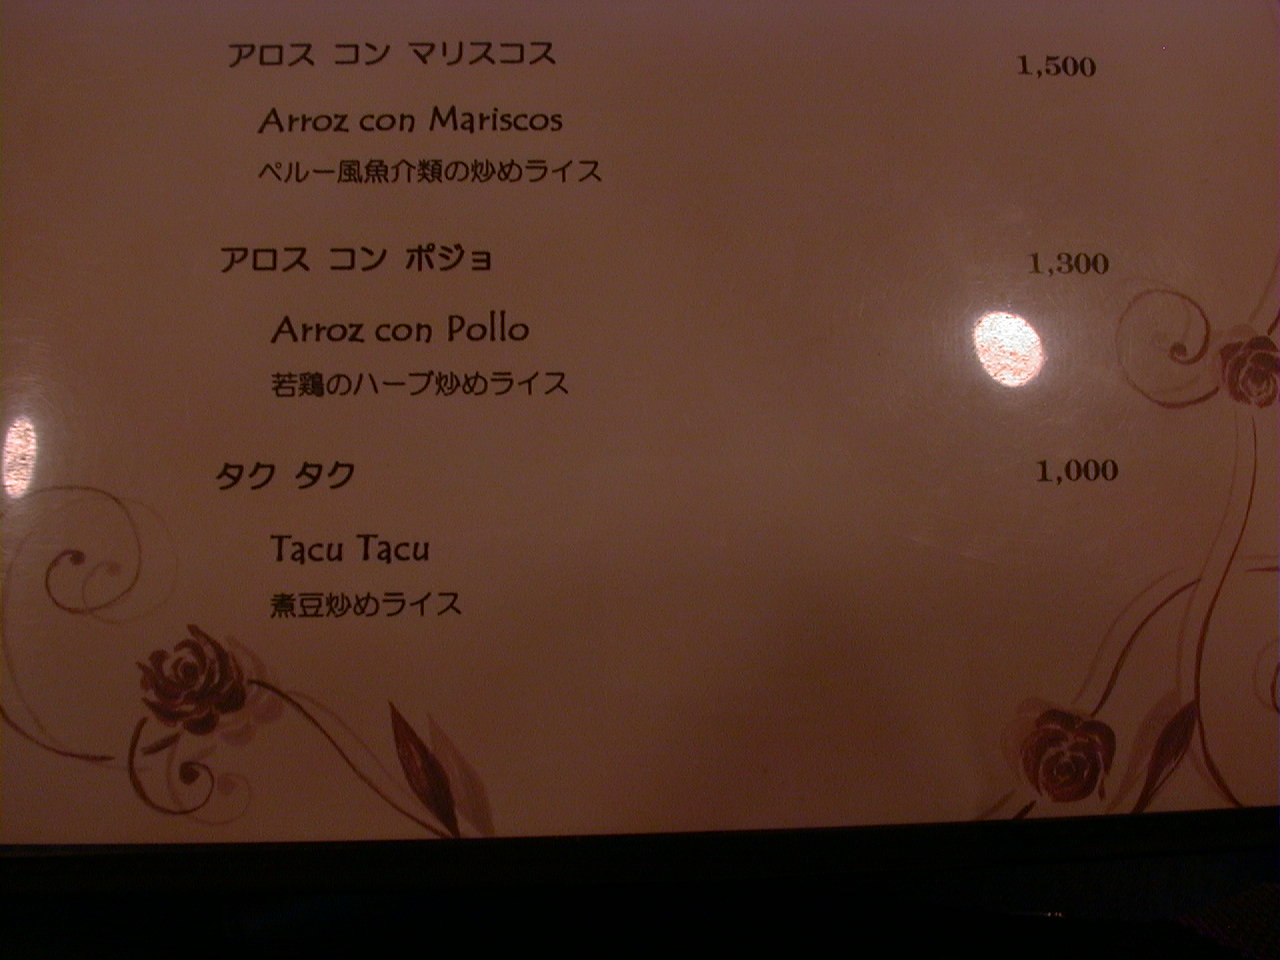 アロス コン マリスコス 1,500
Arroz con Mariscos
ペルー風魚介類の炒めライス
アロス コン ポジョ 1,300
Arroz con Pollo
若鶏のハーブ炒めライス
タク タク 1,000
Tacu Tacu
煮豆炒めライス